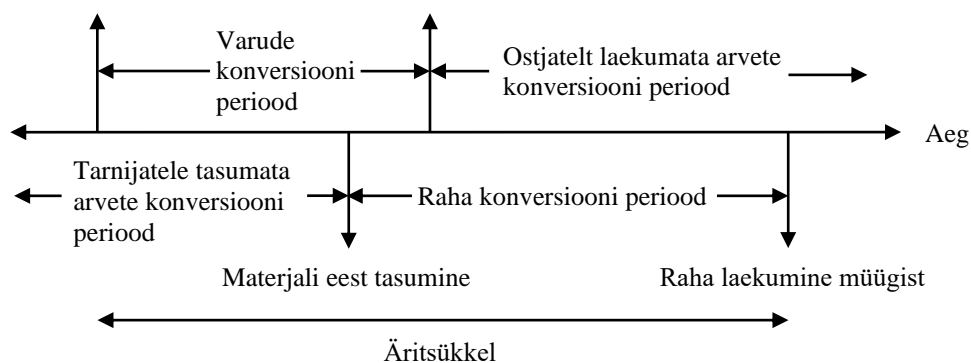 Varude
konversiooni
periood
Ostjatelt laekumata arvete
konversiooni periood
Aeg
Tarnijatele tasumata
arvete konversiooni
periood
Raha konversiooni periood
Materjali eest tasumine
Raha laekumine müügist
Äritsükkel